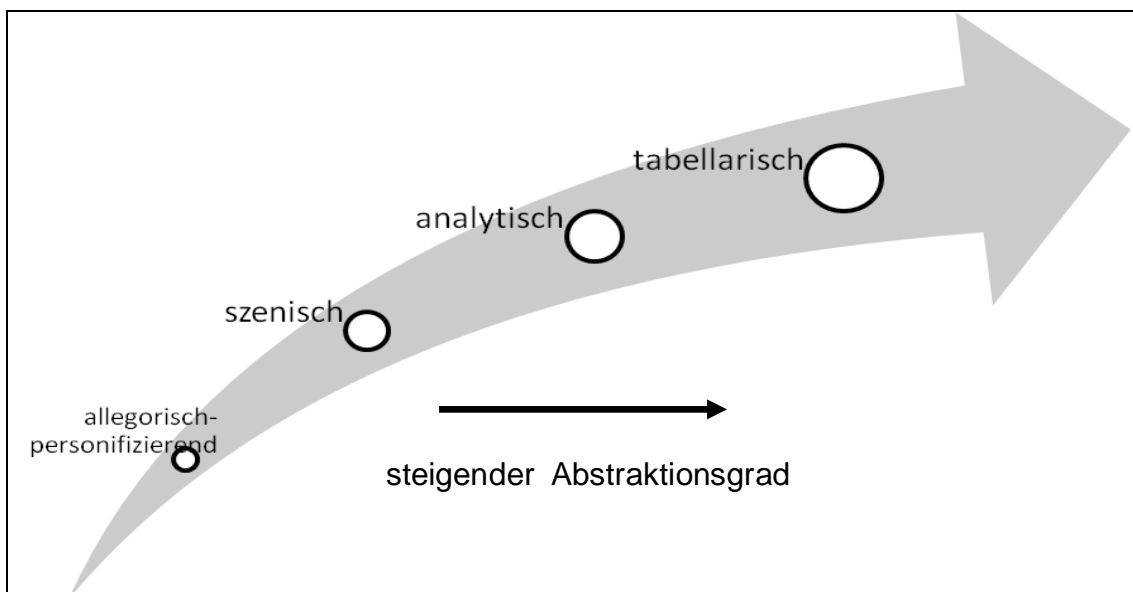 tabellarisch
analytisch
szenisch
allegorisch-
personifizierend
steigender Abstraktionsgrad